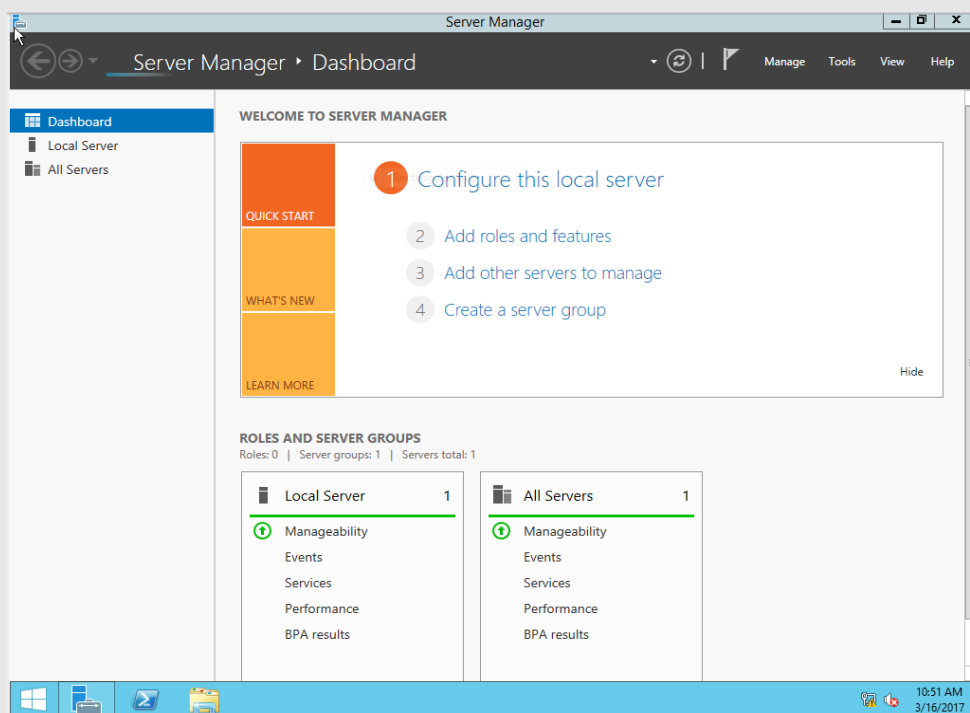 Server Manager
Server Manager ‣ Dashboard
Manage Tools View Help
Dashboard
Local Server
All Servers
WELCOME TO SERVER MANAGER
QUICK START
WHAT'S NEW
LEARN MORE
1 Configure this local server
2 Add roles and features
3 Add other servers to manage
4 Create a server group
Hide
ROLES AND SERVER GROUPS
Roles: 0 | Server groups: 1 | Servers total: 1
Local Server 1
Manageability
Events
Services
Performance
BPA results
All Servers 1
Manageability
Events
Services
Performance
BPA results
10:51 AM
3/16/2017